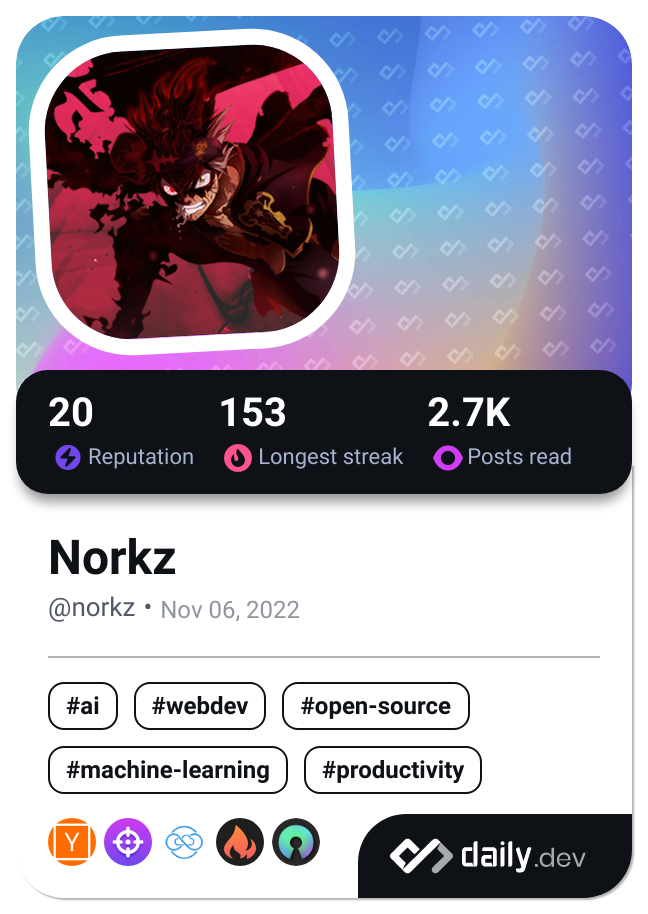 20 153 2.7K
Reputation Longest streak Posts read
Norkz
@norkz • Nov 06, 2022
#ai #webdev #open-source
#machine-learning #productivity
Y
daily.dev